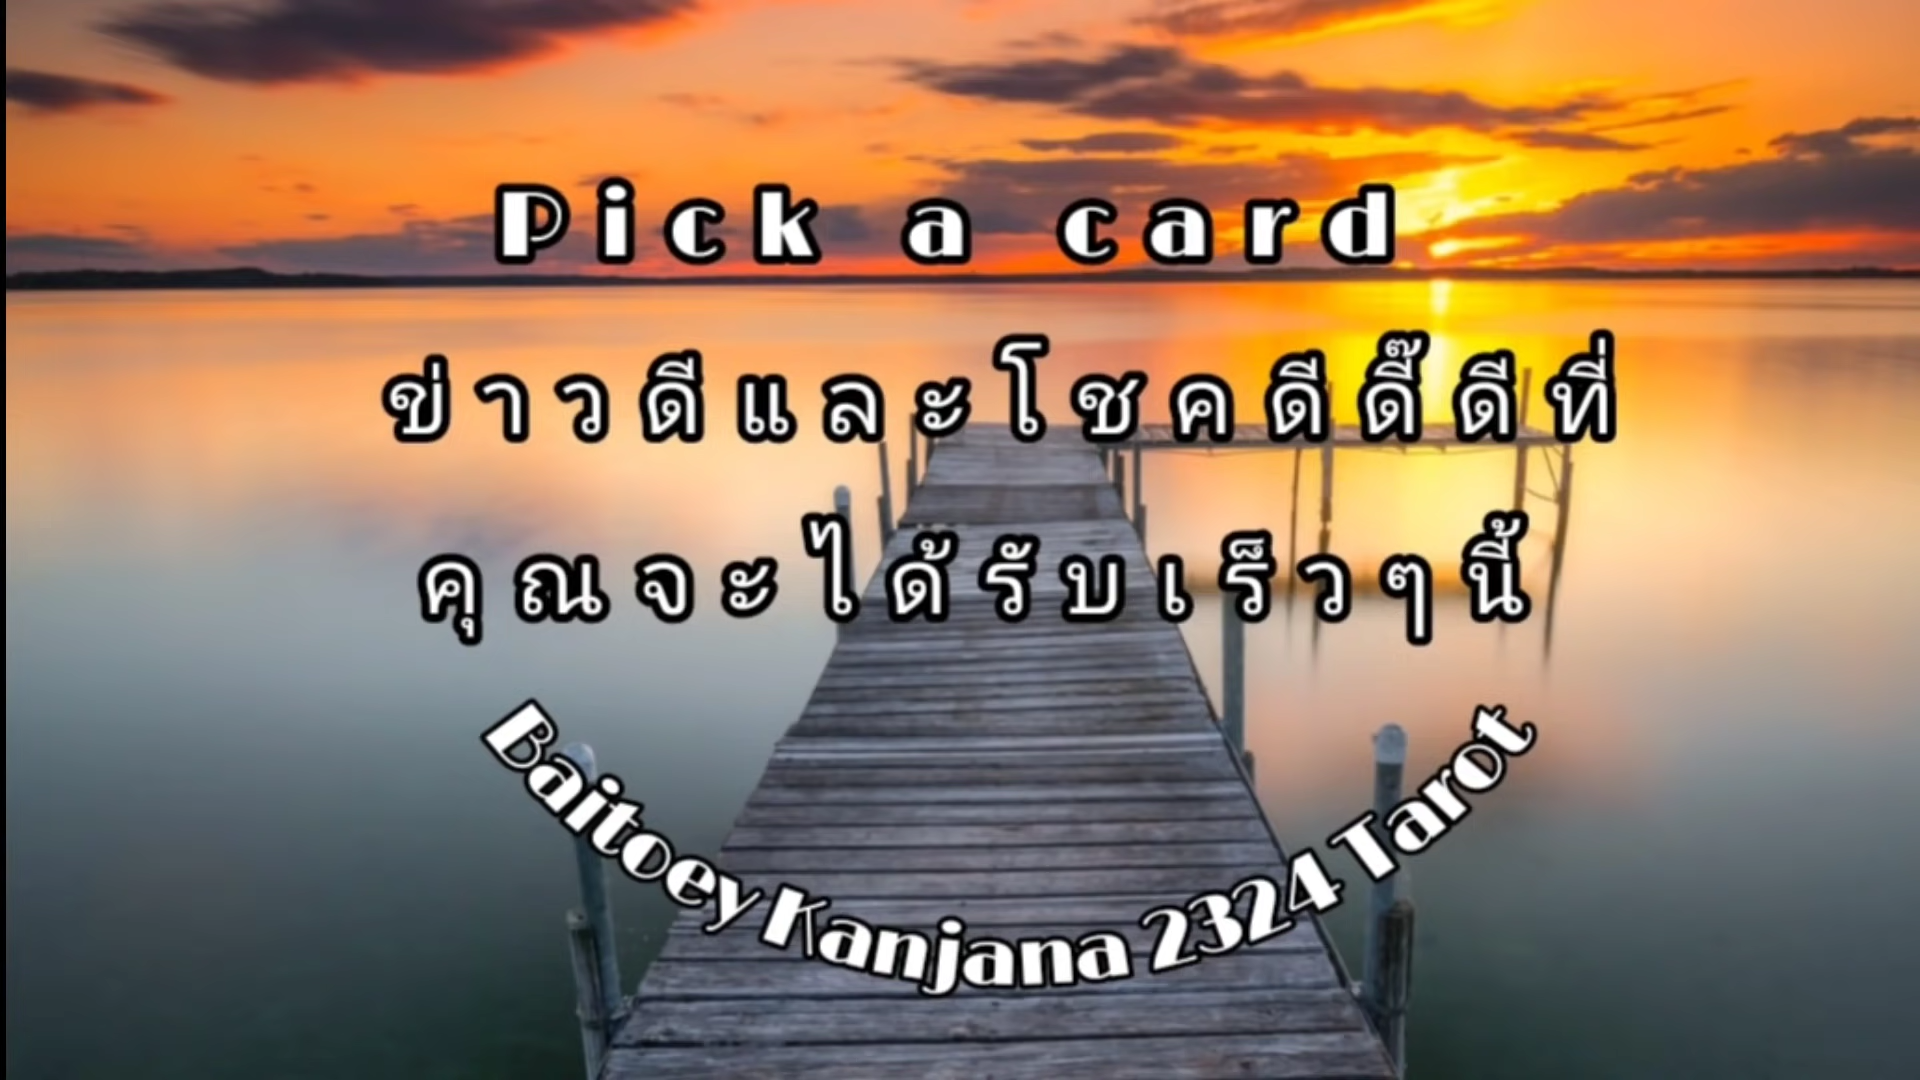 Pick a card
ข่าวดีและโชคดีดี๊ดีที่
คุณจะได้รับเร็วๆนี้
Baitoey Kanjana 2324 Tarot